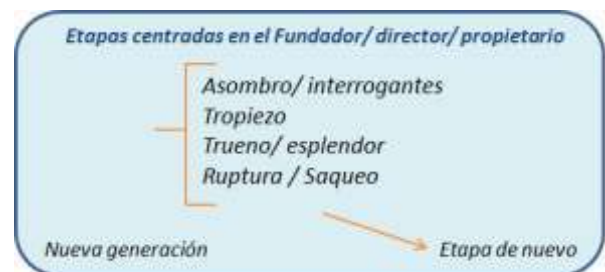 Etapas centradas en el Fundador/ director/ propietario
Asombro/ interrogantes
Tropiezo
Trueno/ esplendor
Ruptura / Saqueo
Nueva generación
Etapa de nuevo